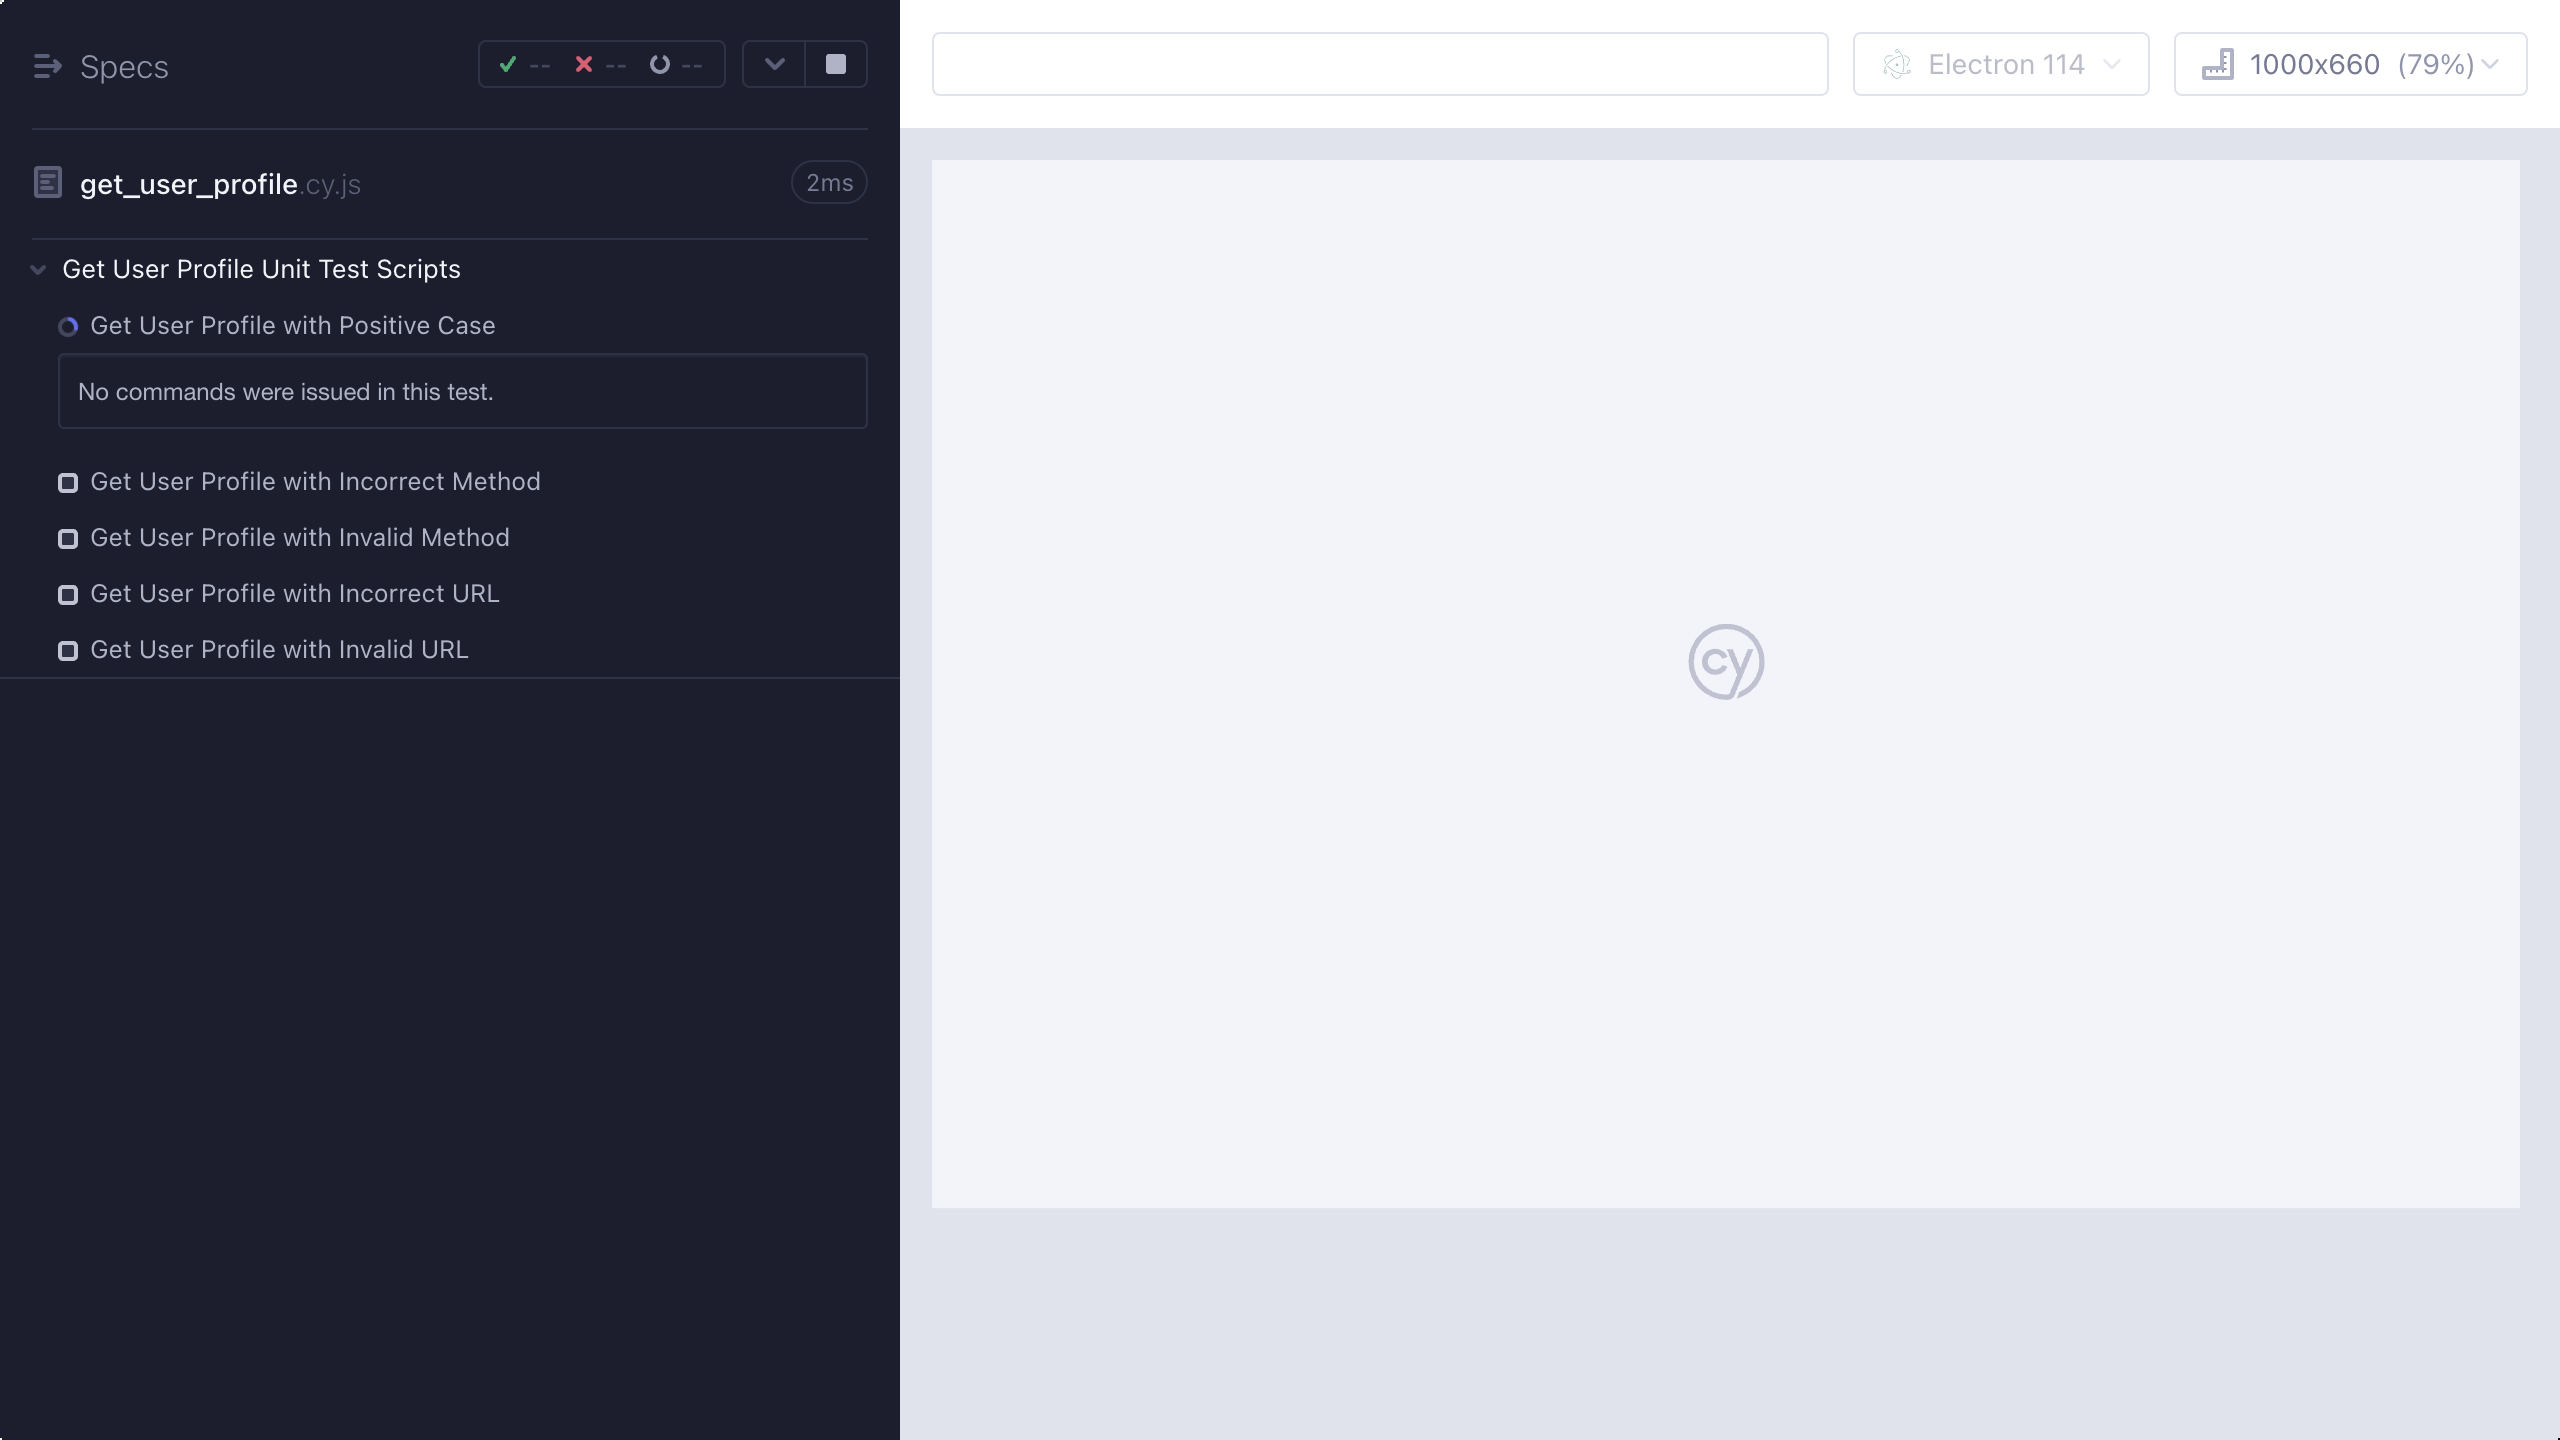 Specs
-- -- --
get_user_profile.cy.js
2ms
Get User Profile Unit Test Scripts
Get User Profile with Positive Case
No commands were issued in this test.
Get User Profile with Incorrect Method
Get User Profile with Invalid Method
Get User Profile with Incorrect URL
Get User Profile with Invalid URL
Electron 114
1000x660 (79%)
cy